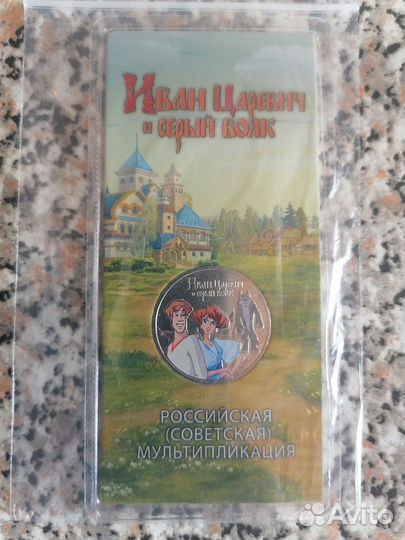 Иван Царевич
и серый волк
Иван Царевич
и серый волк
РОССИЙСКАЯ
(СОВЕТСКАЯ)
МУЛЬТИПЛИКАЦИЯ
Avito